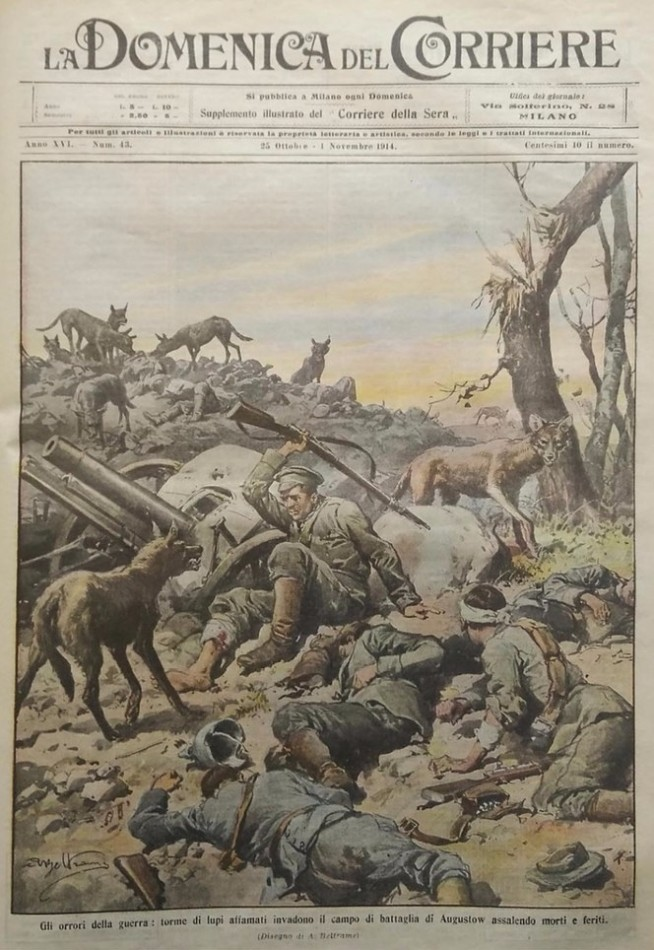 LA DOMENICA DEL CORRIERE
Si pubblica a Milano ogni Domenica
Supplemento illustrato del "Corriere della Sera„
Uffici del giornale:
Via Solferino, N. 28
MILANO
Per tutti gli articoli e illustrazioni è riservata la proprietà letteraria e artistica, secondo le leggi e i trattati internazionali.
Anno XVI. — Num. 43.
25 Ottobre - 1 Novembre 1914.
Centesimi 10 il numero.
Gli orrori della guerra: torme di lupi affamati invadono il campo di battaglia di Augustow assalendo morti e feriti.
(Disegno di A. Beltrame)